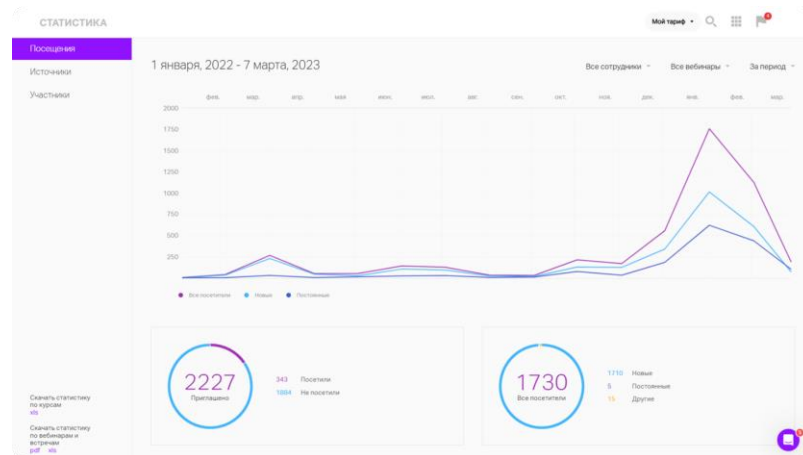 СТАТИСТИКА
Мой тариф
4
Посещения
Источники
Участники
1 января, 2022 - 7 марта, 2023
Все сотрудники
Все вебинары
За период
фев. мар. апр. мая июн. июл. авг. сен. окт. ноя. дек. янв. фев. мар.
2000
1750
1500
1250
1000
750
500
250
Все посетители Новые Постоянные
2227
Приглашено
343 Посетили
1884 Не посетили
1730
Все посетители
1710 Новые
5 Постоянные
15 Другие
Скачать статистику
по курсам
xls
Скачать статистику
по вебинарам и
встречам
pdf xls